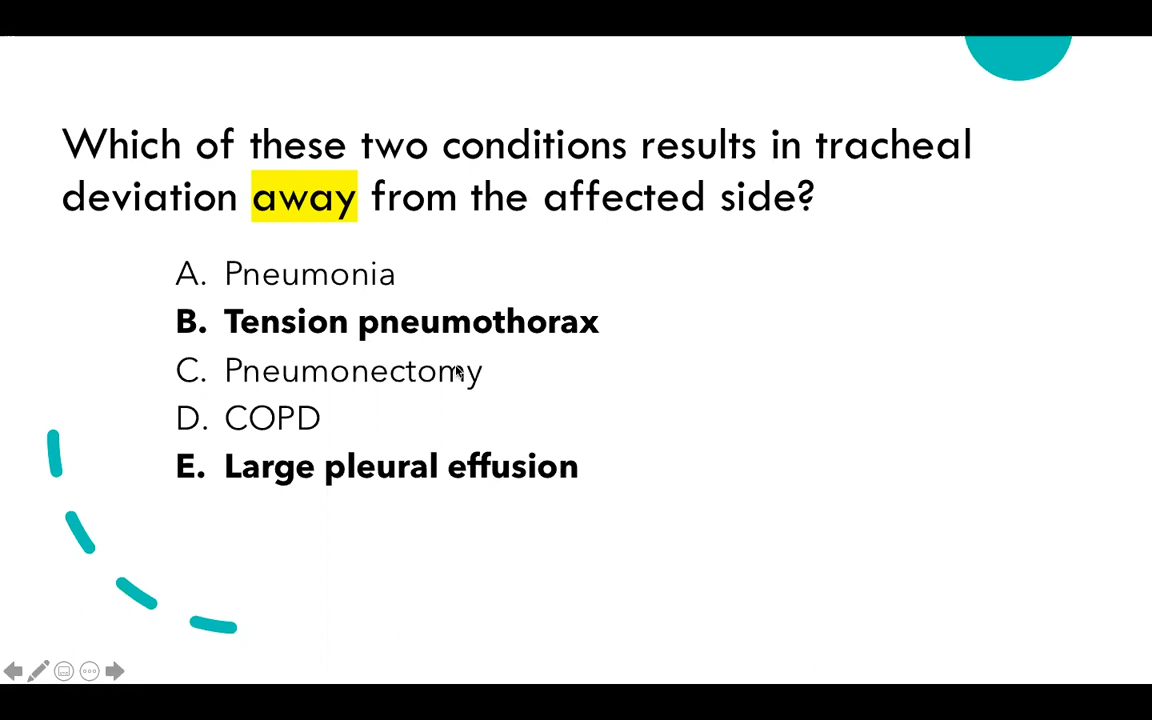 Which of these two conditions results in tracheal
deviation away from the affected side?
A. Pneumonia
B. Tension pneumothorax
C. Pneumonectomy
D. COPD
E. Large pleural effusion